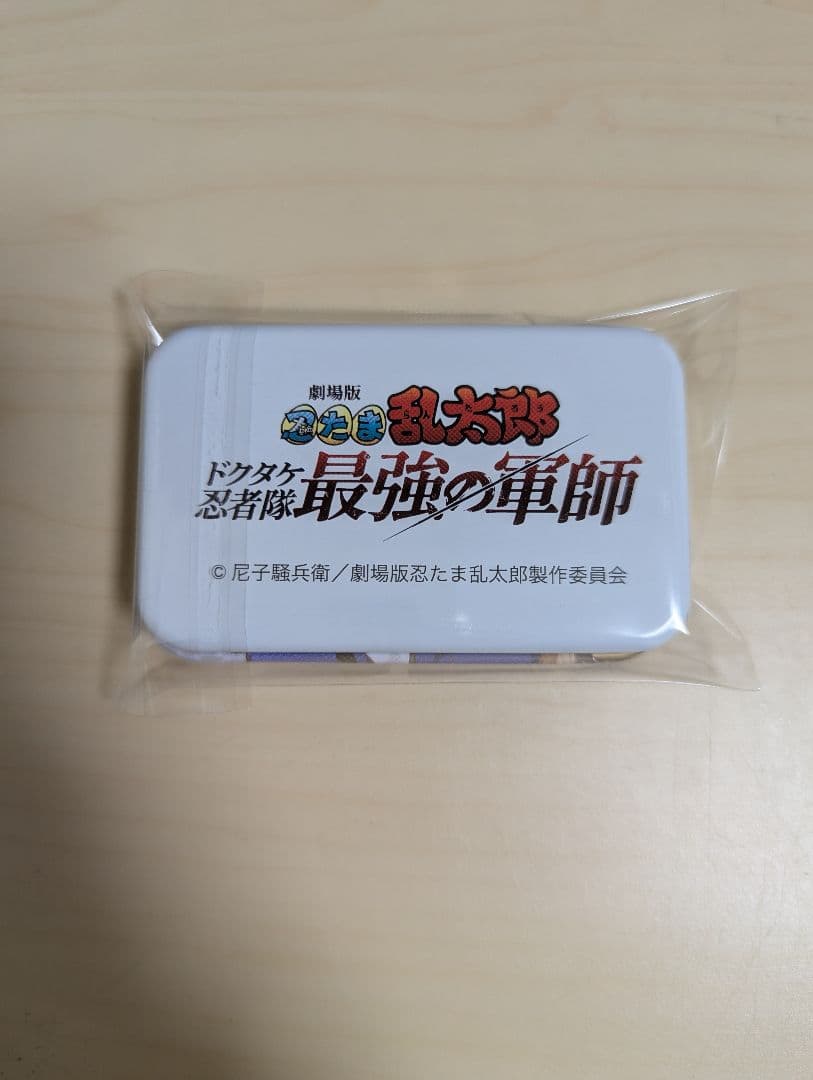 劇場版
忍たま乱太郎
ドクタケ
忍者隊
最強の軍師
© 尼子騒兵衛／劇場版忍たま乱太郎製作委員会